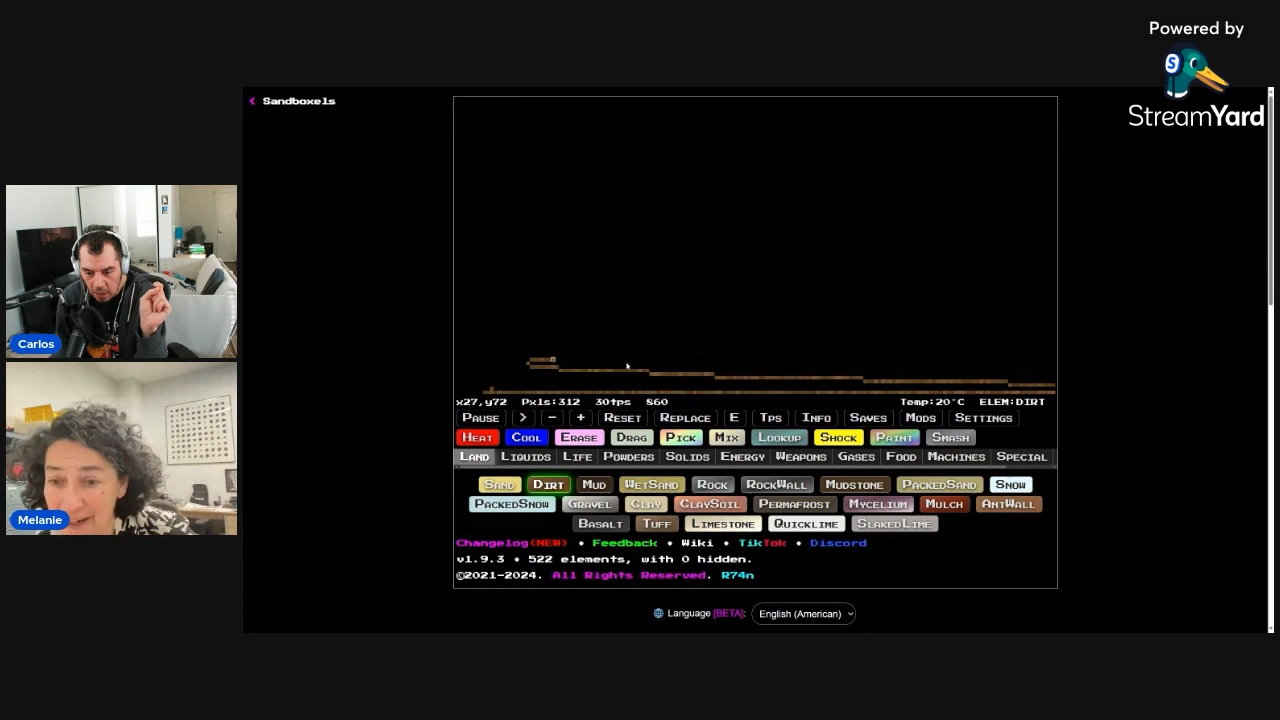 Powered by
S
StreamYard
< Sandboxels
Carlos
Melanie
x27,y72 Pxls:312 30tps 860 Temp:20°C ELEM:DIRT
PAUSE > − + RESET REPLACE E TPS INFO SAVES MODS SETTINGS
HEAT COOL ERASE DRAG PICK MIX LOOKUP SHOCK PAINT SMASH
LAND LIQUIDS LIFE POWDERS SOLIDS ENERGY WEAPONS GASES FOOD MACHINES SPECIAL
SAND DIRT MUD WETSAND ROCK ROCKWALL MUDSTONE PACKEDSAND SNOW
PACKEDSNOW GRAVEL CLAY CLAYSOIL PERMAFROST MYCELIUM MULCH ANTWALL
BASALT TUFF LIMESTONE QUICKLIME SLAKEDLIME
Changelog(NEW) • Feedback • Wiki • TikTok • Discord
v1.9.3 • 522 elements, with 0 hidden.
©2021-2024. All Rights Reserved. R74n
Language [BETA]: English (American)